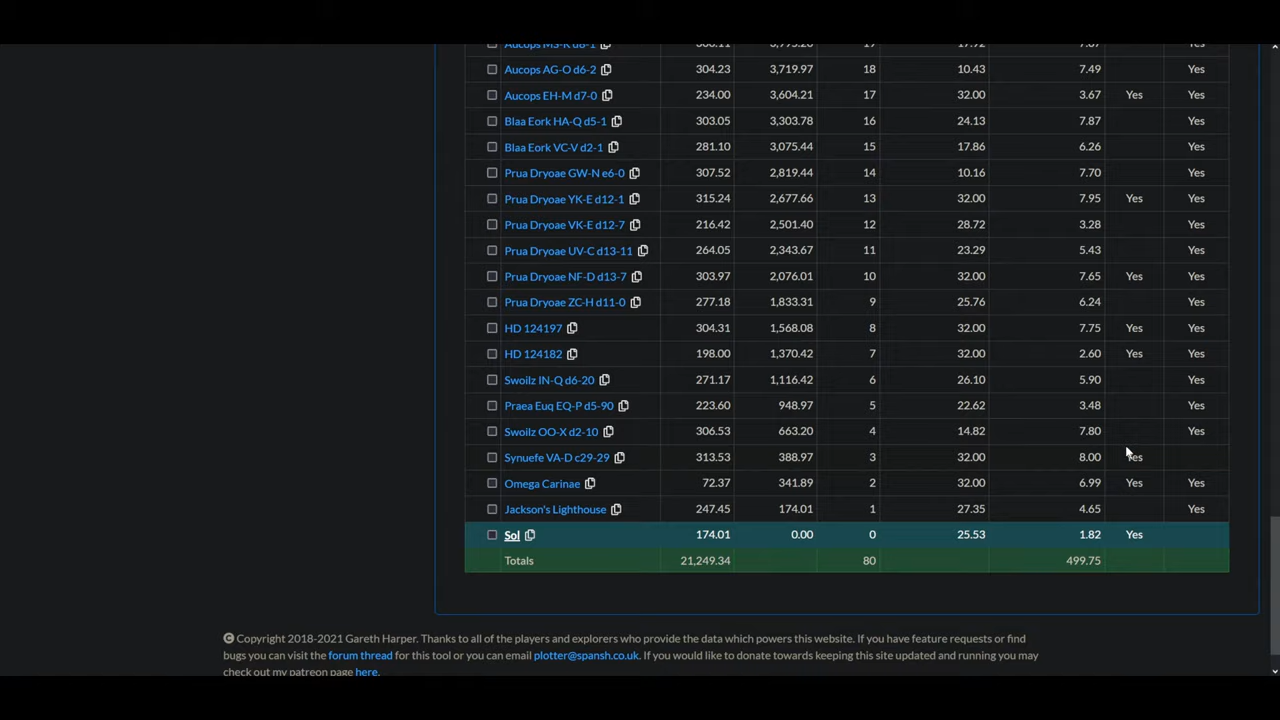 Aucops AG-O d6-2 304.23 3,719.97 18 10.43 7.49 Yes
Aucops EH-M d7-0 234.00 3,604.21 17 32.00 3.67 Yes Yes
Blaa Eork HA-Q d5-1 303.05 3,303.78 16 24.13 7.87 Yes
Blaa Eork VC-V d2-1 281.10 3,075.44 15 17.86 6.26 Yes
Prua Dryoae GW-N e6-0 307.52 2,819.44 14 10.16 7.70 Yes
Prua Dryoae YK-E d12-1 315.24 2,677.66 13 32.00 7.95 Yes Yes
Prua Dryoae VK-E d12-7 216.42 2,501.40 12 28.72 3.28 Yes
Prua Dryoae UV-C d13-11 264.05 2,343.67 11 23.29 5.43 Yes
Prua Dryoae NF-D d13-7 303.97 2,076.01 10 32.00 7.65 Yes Yes
Prua Dryoae ZC-H d11-0 277.18 1,833.31 9 25.76 6.24 Yes
HD 124197 304.31 1,568.08 8 32.00 7.75 Yes Yes
HD 124182 198.00 1,370.42 7 32.00 2.60 Yes Yes
Swoilz IN-Q d6-20 271.17 1,116.42 6 26.10 5.90 Yes
Praea Euq EQ-P d5-90 223.60 948.97 5 22.62 3.48 Yes
Swoilz OO-X d2-10 306.53 663.20 4 14.82 7.80 Yes
Synuefe VA-D c29-29 313.53 388.97 3 32.00 8.00 Yes
Omega Carinae 72.37 341.89 2 32.00 6.99 Yes Yes
Jackson's Lighthouse 247.45 174.01 1 27.35 4.65 Yes
Sol 174.01 0.00 0 25.53 1.82 Yes
Totals 21,249.34 80 499.75
Copyright 2018-2021 Gareth Harper. Thanks to all of the players and explorers who provide the data which powers this website. If you have feature requests or find
bugs you can visit the forum thread for this tool or you can email plotter@spansh.co.uk. If you would like to donate towards keeping this site updated and running you may
check out my patreon page here.